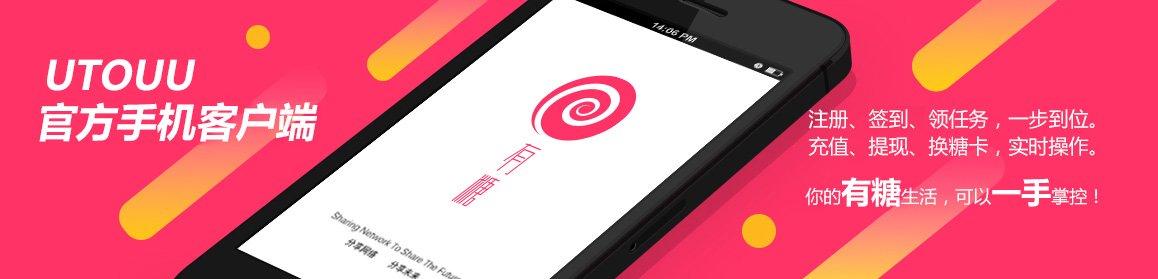 UTOUU
官方手机客户端
14:06 PM
有糖
Sharing Network To Share The Future
分享网络 分享未来
注册、签到、领任务，一步到位。
充值、提现、换糖卡，实时操作。
你的有糖生活，可以一手掌控！